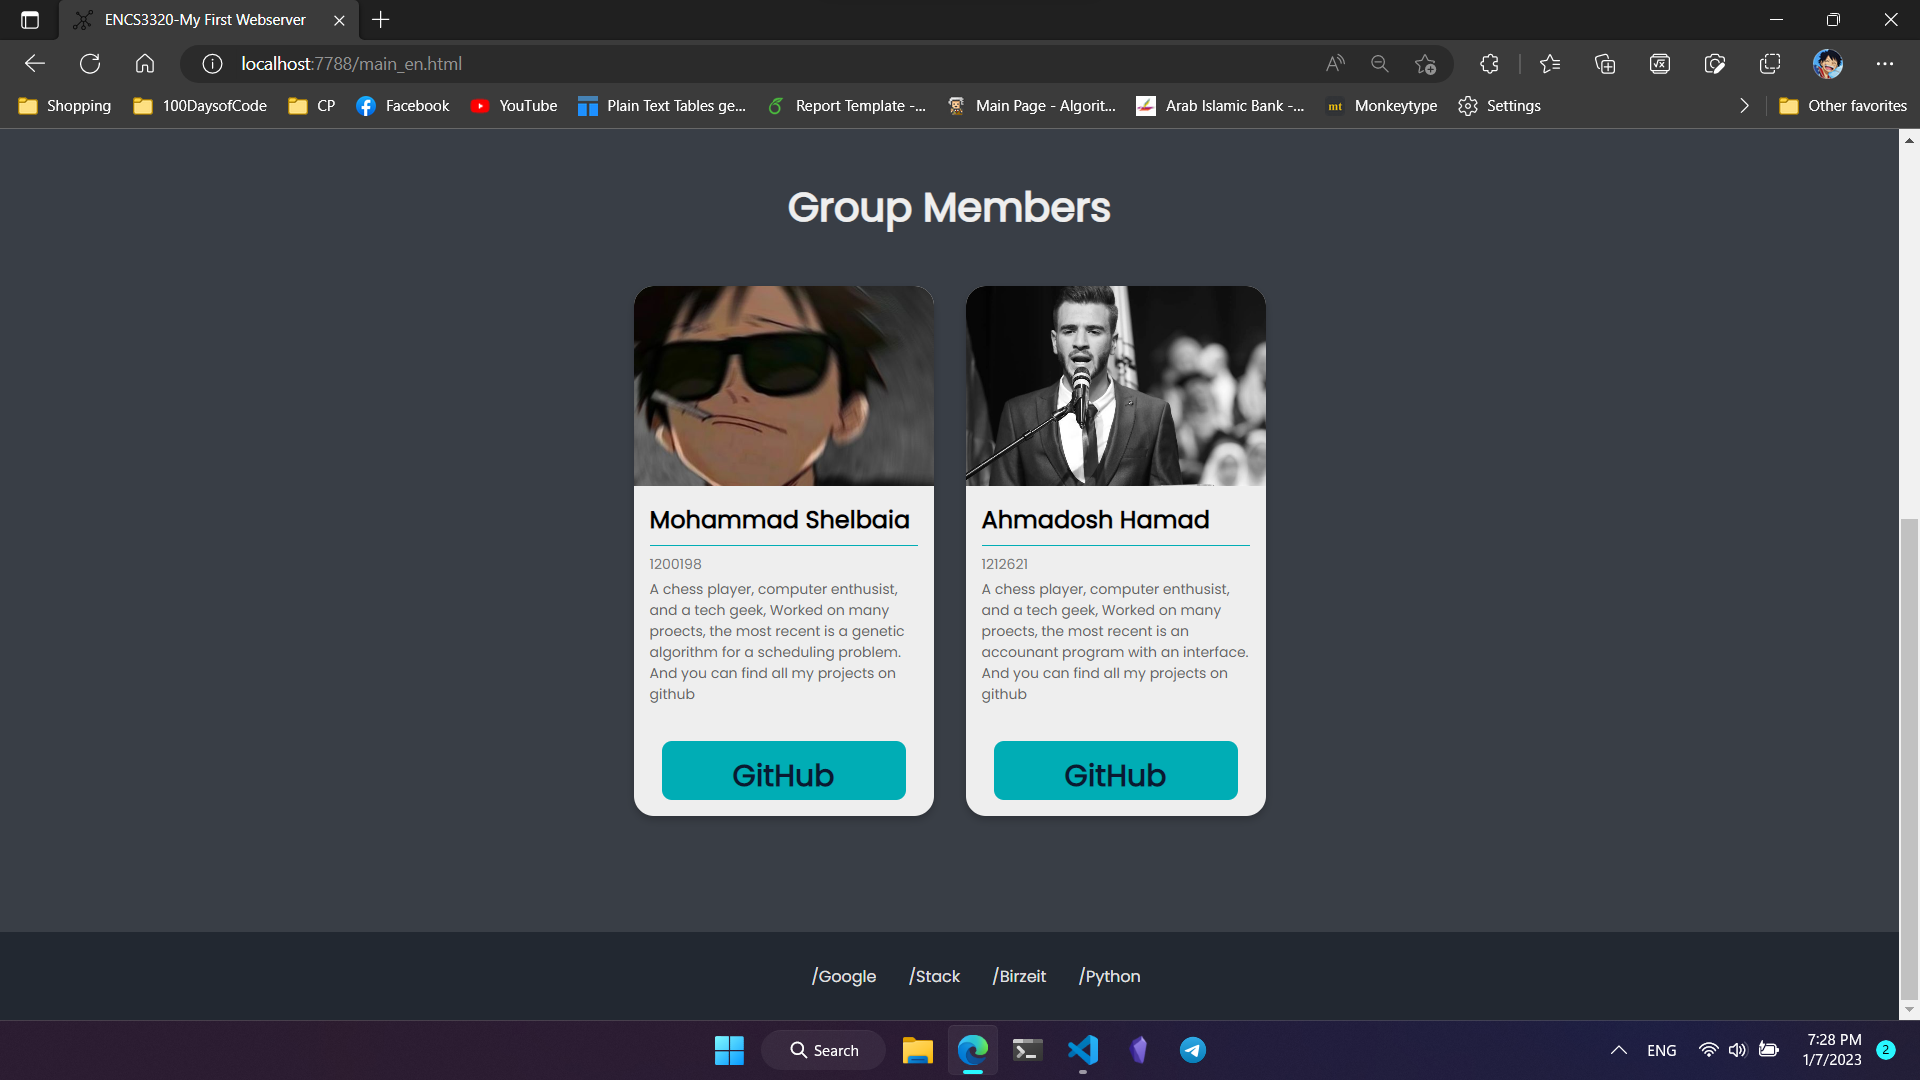 ENCS3320-My First Webserver
localhost:7788/main_en.html
Shopping
100DaysofCode
CP
Facebook
YouTube
Plain Text Tables ge...
Report Template -...
Main Page - Algorit...
Arab Islamic Bank -...
mt
Monkeytype
Settings
Other favorites
Group Members
Mohammad Shelbaia
1200198
A chess player, computer enthusist,
and a tech geek, Worked on many
proects, the most recent is a genetic
algorithm for a scheduling problem.
And you can find all my projects on
github
GitHub
Ahmadosh Hamad
1212621
A chess player, computer enthusist,
and a tech geek, Worked on many
proects, the most recent is an
accounant program with an interface.
And you can find all my projects on
github
GitHub
/Google
/Stack
/Birzeit
/Python
Search
ENG
7:28 PM
1/7/2023
2